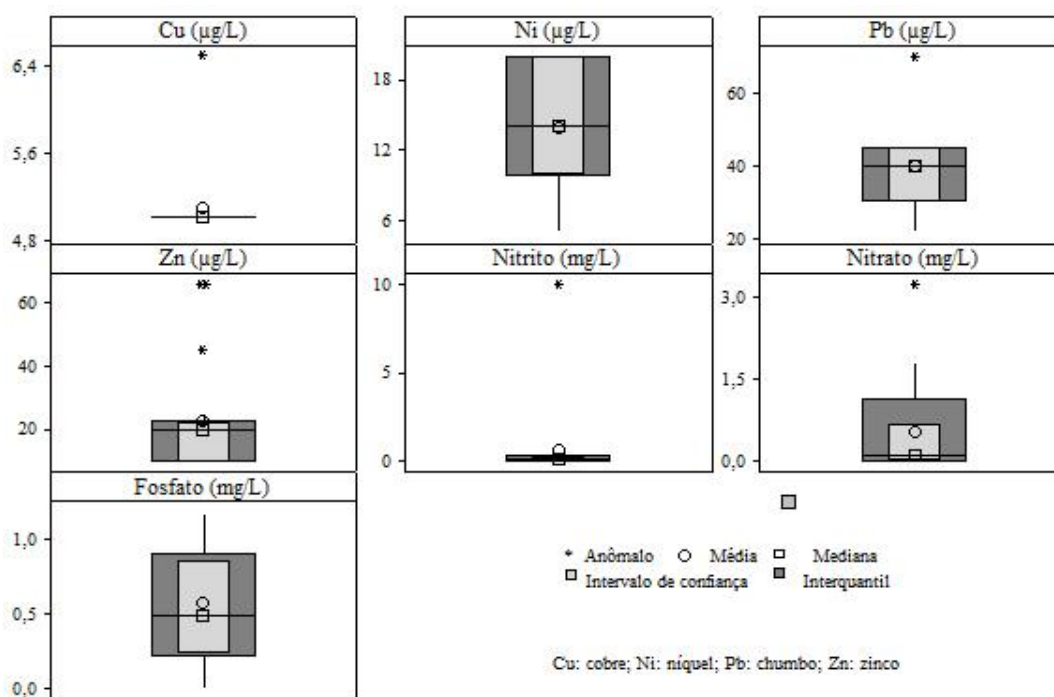 Cu (µg/L)
Ni (µg/L)
Pb (µg/L)
6,4
5,6
4,8
18
12
6
60
40
20
Zn (µg/L)
Nitrito (mg/L)
Nitrato (mg/L)
60
40
20
10
5
0
3,0
1,5
0,0
Fosfato (mg/L)
1,0
0,5
0,0
* Anômalo Média Mediana
Intervalo de confiança Interquantil
Cu: cobre; Ni: níquel; Pb: chumbo; Zn: zinco